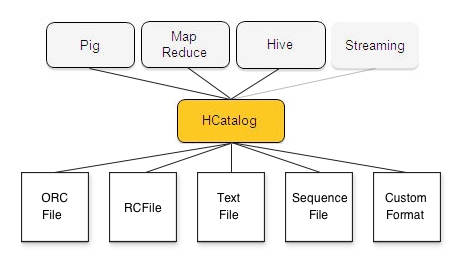 Pig
Map
Reduce
Hive
Streaming
HCatalog
ORC
File
RCFile
Text
File
Sequence
File
Custom
Format